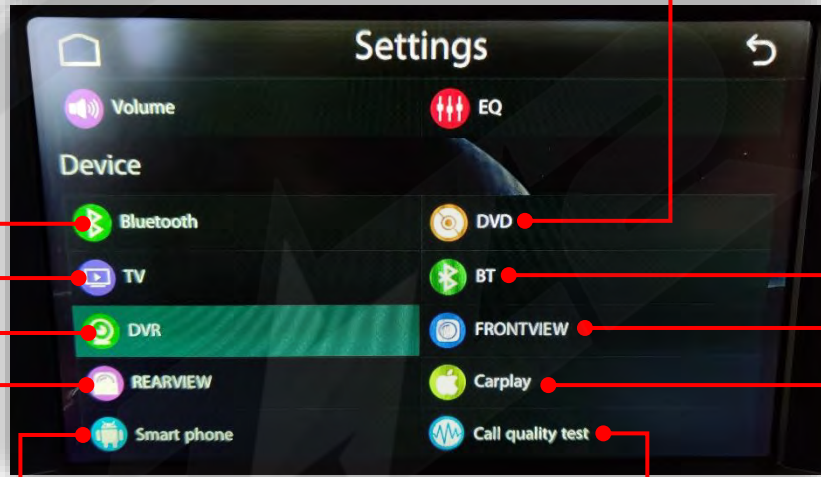 Settings
Volume
EQ
Device
Bluetooth
DVD
TV
BT
DVR
FRONTVIEW
REARVIEW
Carplay
Smart phone
Call quality test